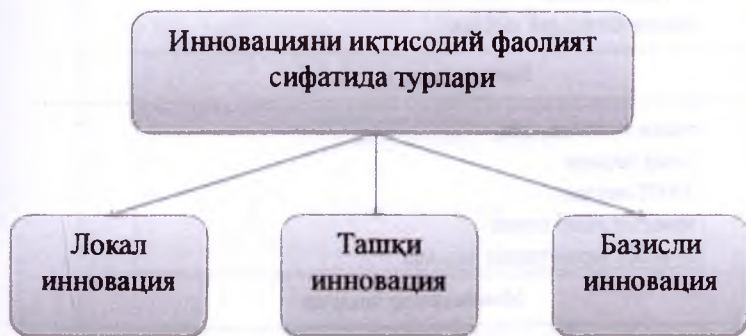 Инновацияни иқтисодий фаолият
сифатида турлари
Локал
инновация
Ташқи
инновация
Базисли
инновация